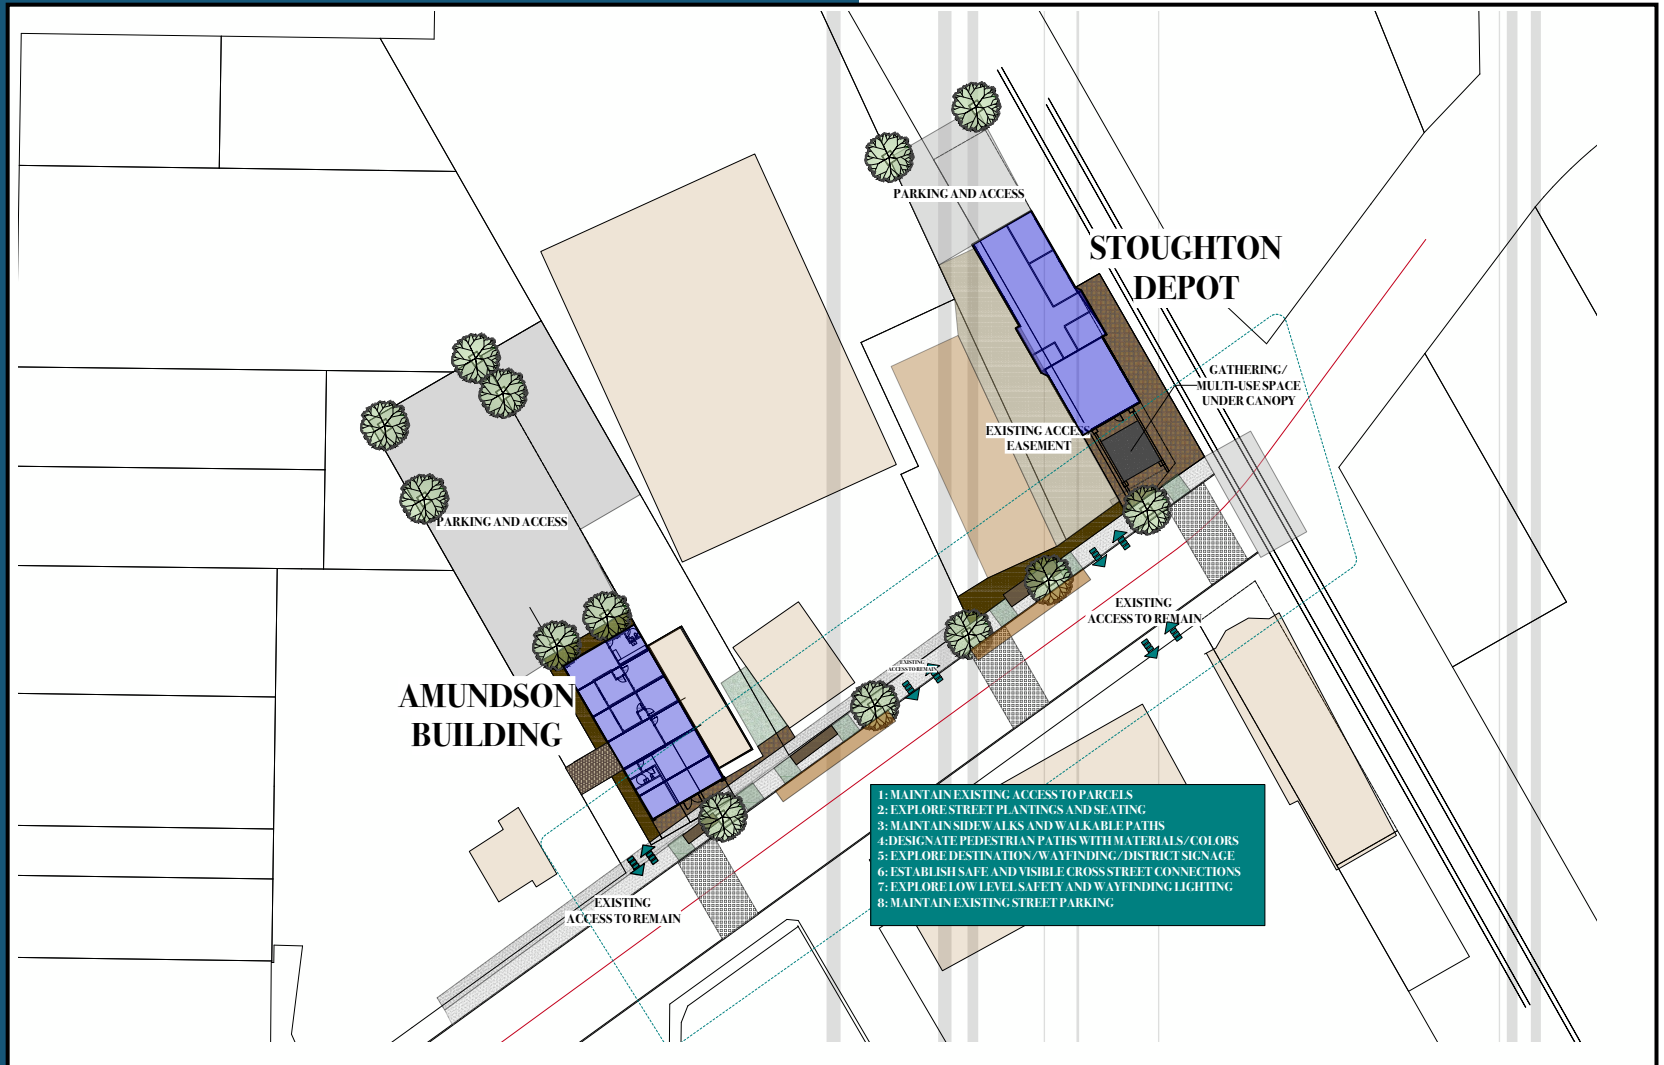 PARKING AND ACCESS
STOUGHTON
DEPOT
GATHERING/
MULTI-USE SPACE
UNDER CANOPY
EXISTING ACCESS
EASEMENT
PARKING AND ACCESS
EXISTING
ACCESS TO REMAIN
EXISTING
ACCESS TO REMAIN
AMUNDSON
BUILDING
1: MAINTAIN EXISTING ACCESS TO PARCELS
2: EXPLORE STREET PLANTINGS AND SEATING
3: MAINTAIN SIDEWALKS AND WALKABLE PATHS
4:DESIGNATE PEDESTRIAN PATHS WITH MATERIALS/COLORS
5: EXPLORE DESTINATION/WAYFINDING/DISTRICT SIGNAGE
6: ESTABLISH SAFE AND VISIBLE CROSS STREET CONNECTIONS
7: EXPLORE LOW LEVEL SAFETY AND WAYFINDING LIGHTING
8: MAINTAIN EXISTING STREET PARKING
EXISTING
ACCESS TO REMAIN